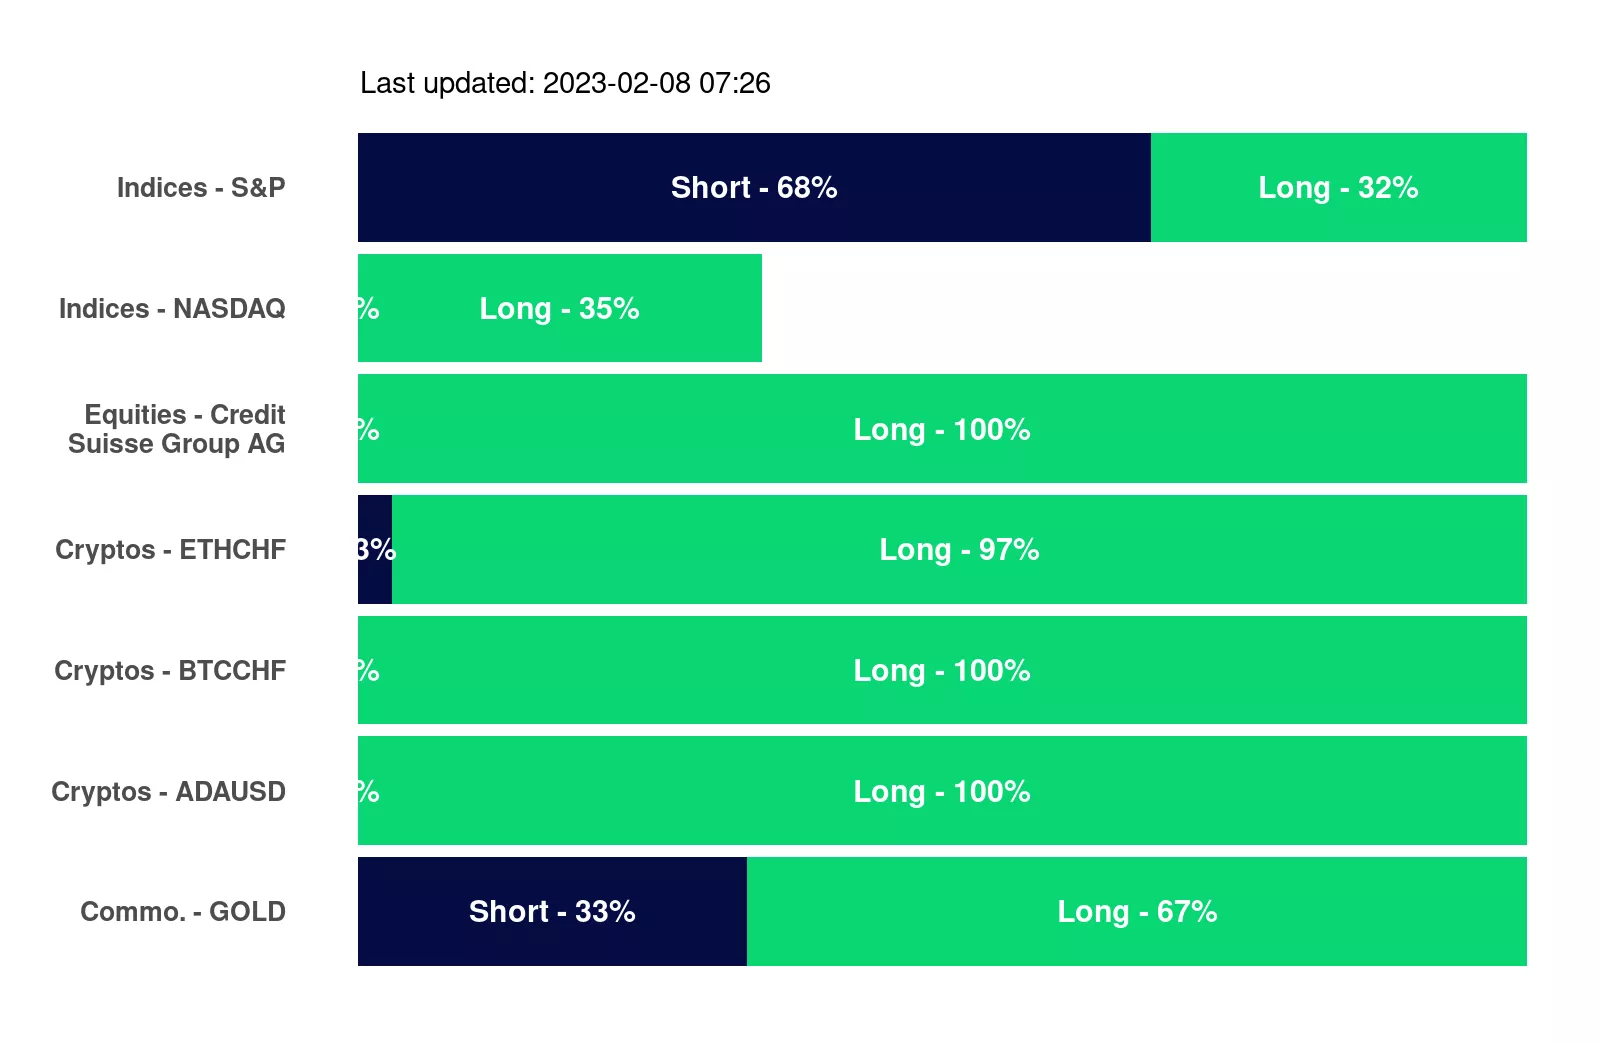 Last updated: 2023-02-08 07:26
Indices - S&P
Short - 68%
Long - 32%
Indices - NASDAQ
%
Long - 35%
Equities - Credit
Suisse Group AG
%
Long - 100%
Cryptos - ETHCHF
3%
Long - 97%
Cryptos - BTCCHF
%
Long - 100%
Cryptos - ADAUSD
%
Long - 100%
Commo. - GOLD
Short - 33%
Long - 67%